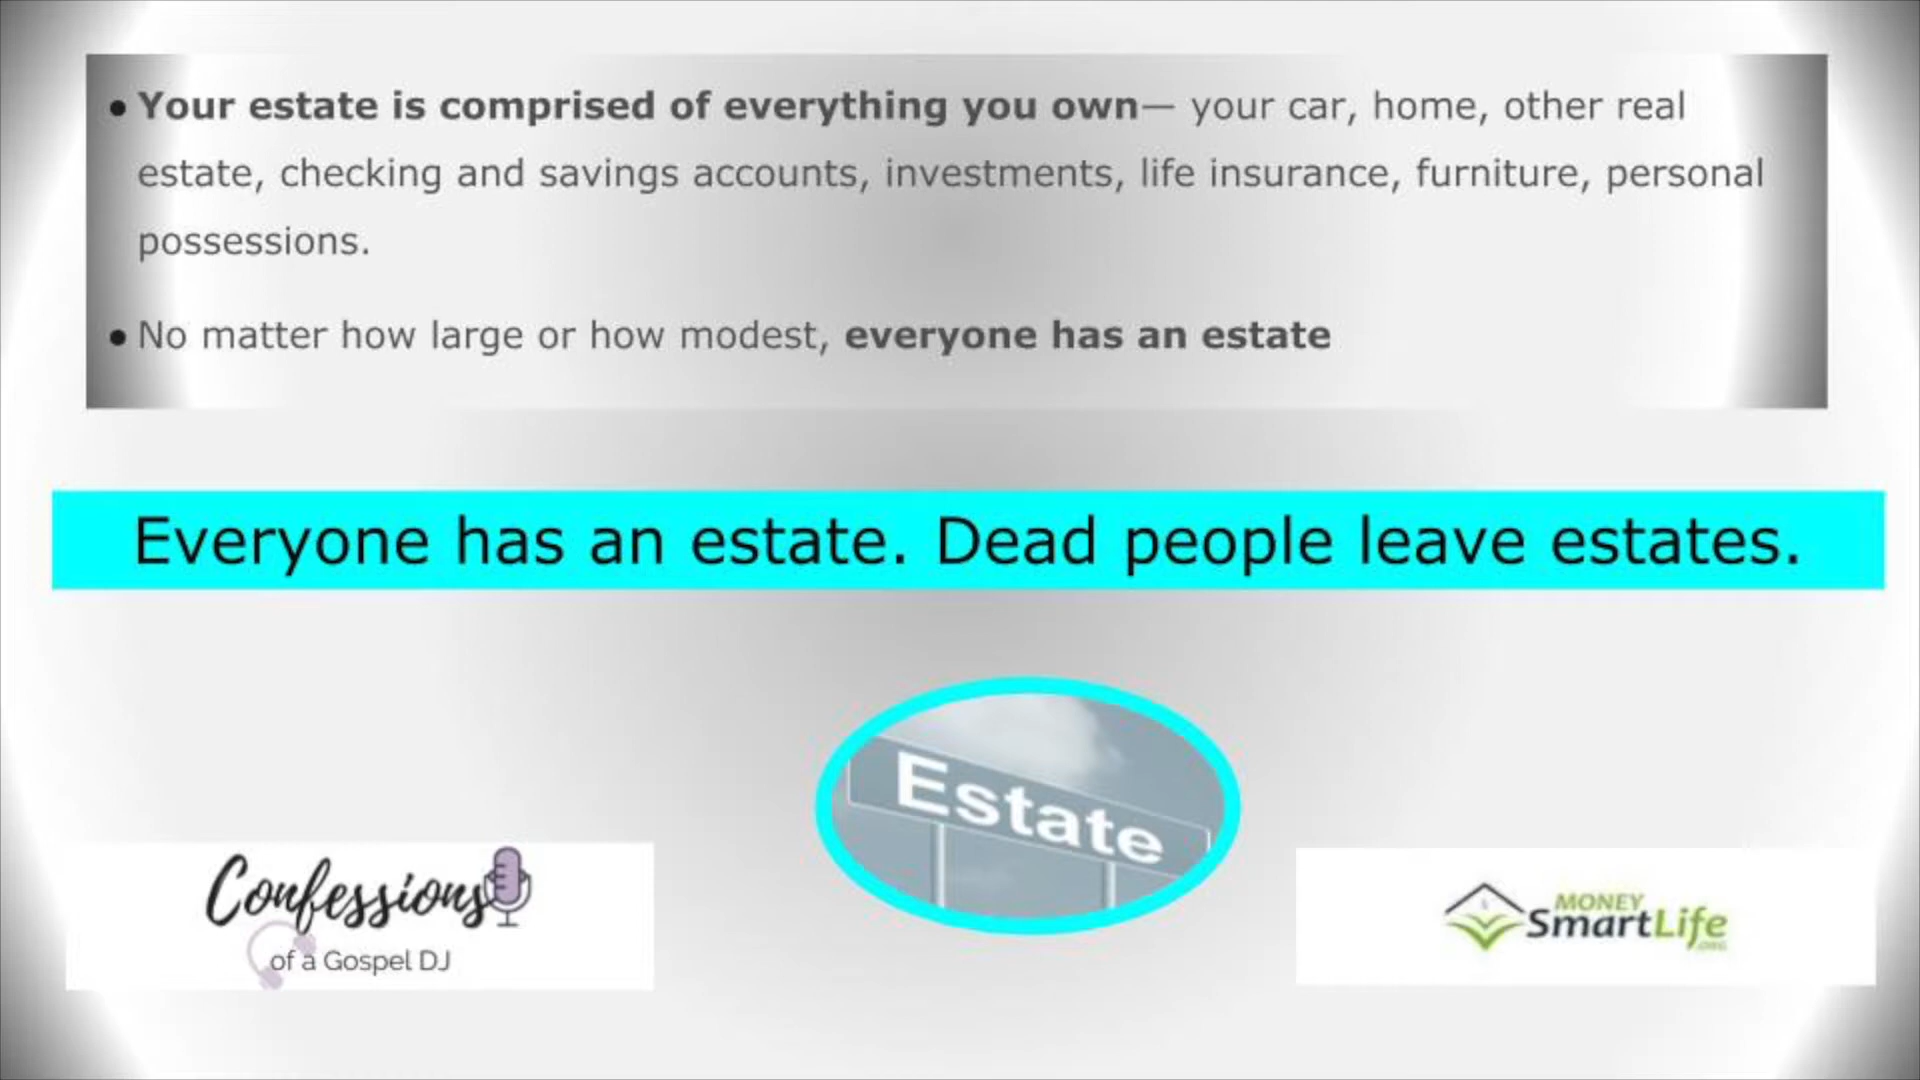 • Your estate is comprised of everything you own— your car, home, other real
estate, checking and savings accounts, investments, life insurance, furniture, personal
possessions.
• No matter how large or how modest, everyone has an estate
Everyone has an estate. Dead people leave estates.
Estate
Confessions
of a Gospel DJ
MONEY
SmartLife
.ORG